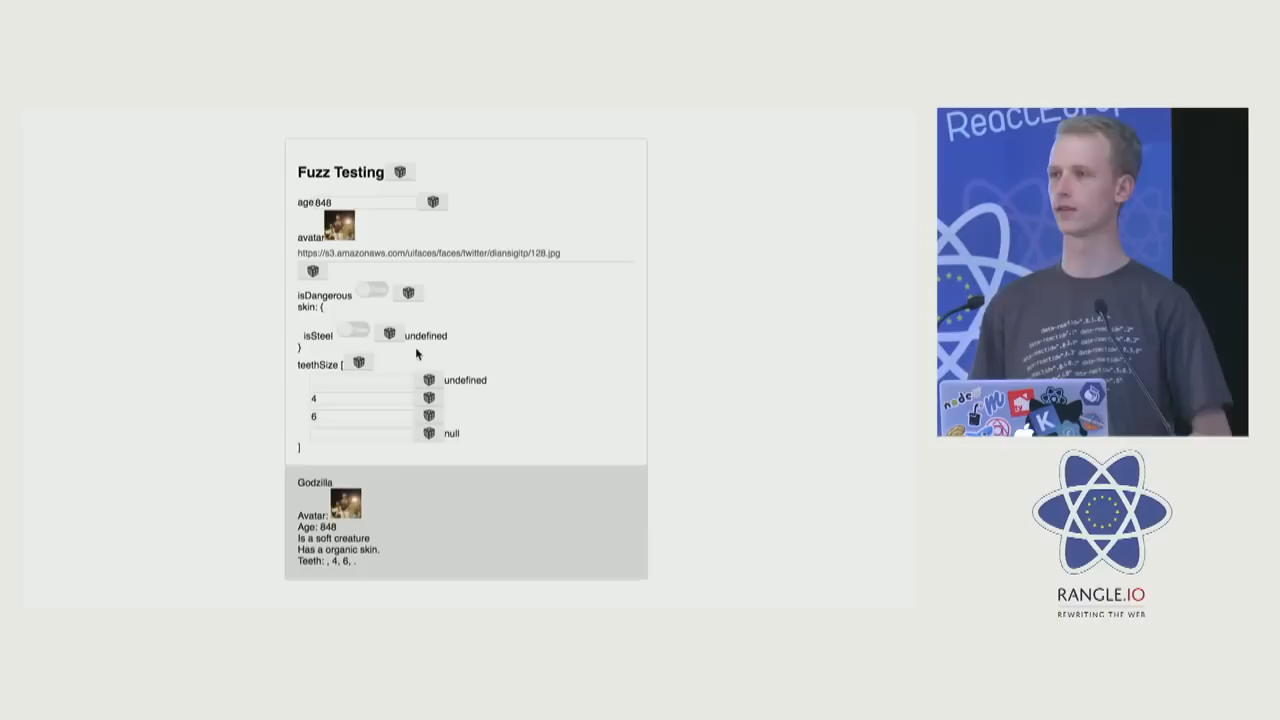 Fuzz Testing
age 848
avatar
https://s3.amazonaws.com/uifaces/faces/twitter/diansigitp/128.jpg
isDangerous
skin: {
isSteel undefined
}
teethSize [
undefined
4
6
null
]
Godzilla
Avatar:
Age: 848
Is a soft creature
Has a organic skin.
Teeth: , 4, 6, .
ReactEurop
node
K
RANGLE.IO
REWRITING THE WEB